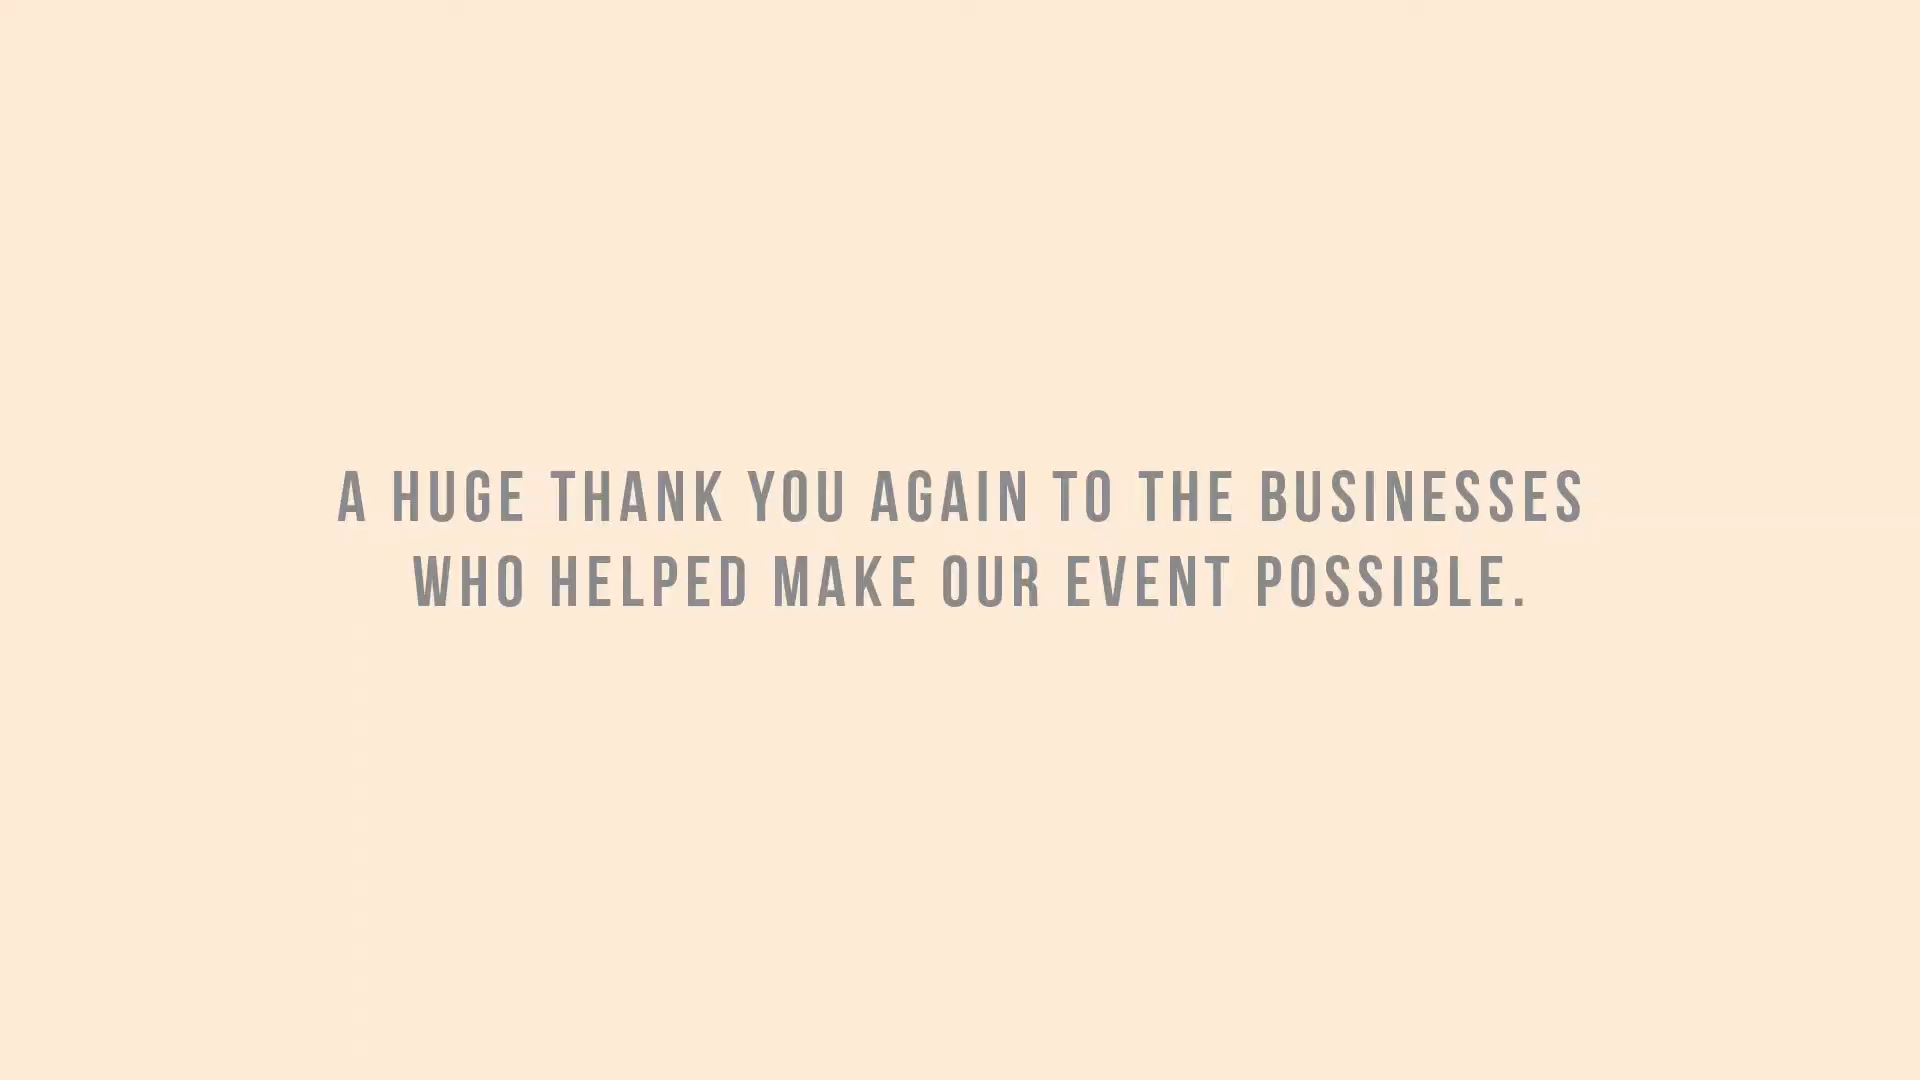 A HUGE THANK YOU AGAIN TO THE BUSINESSES
WHO HELPED MAKE OUR EVENT POSSIBLE.